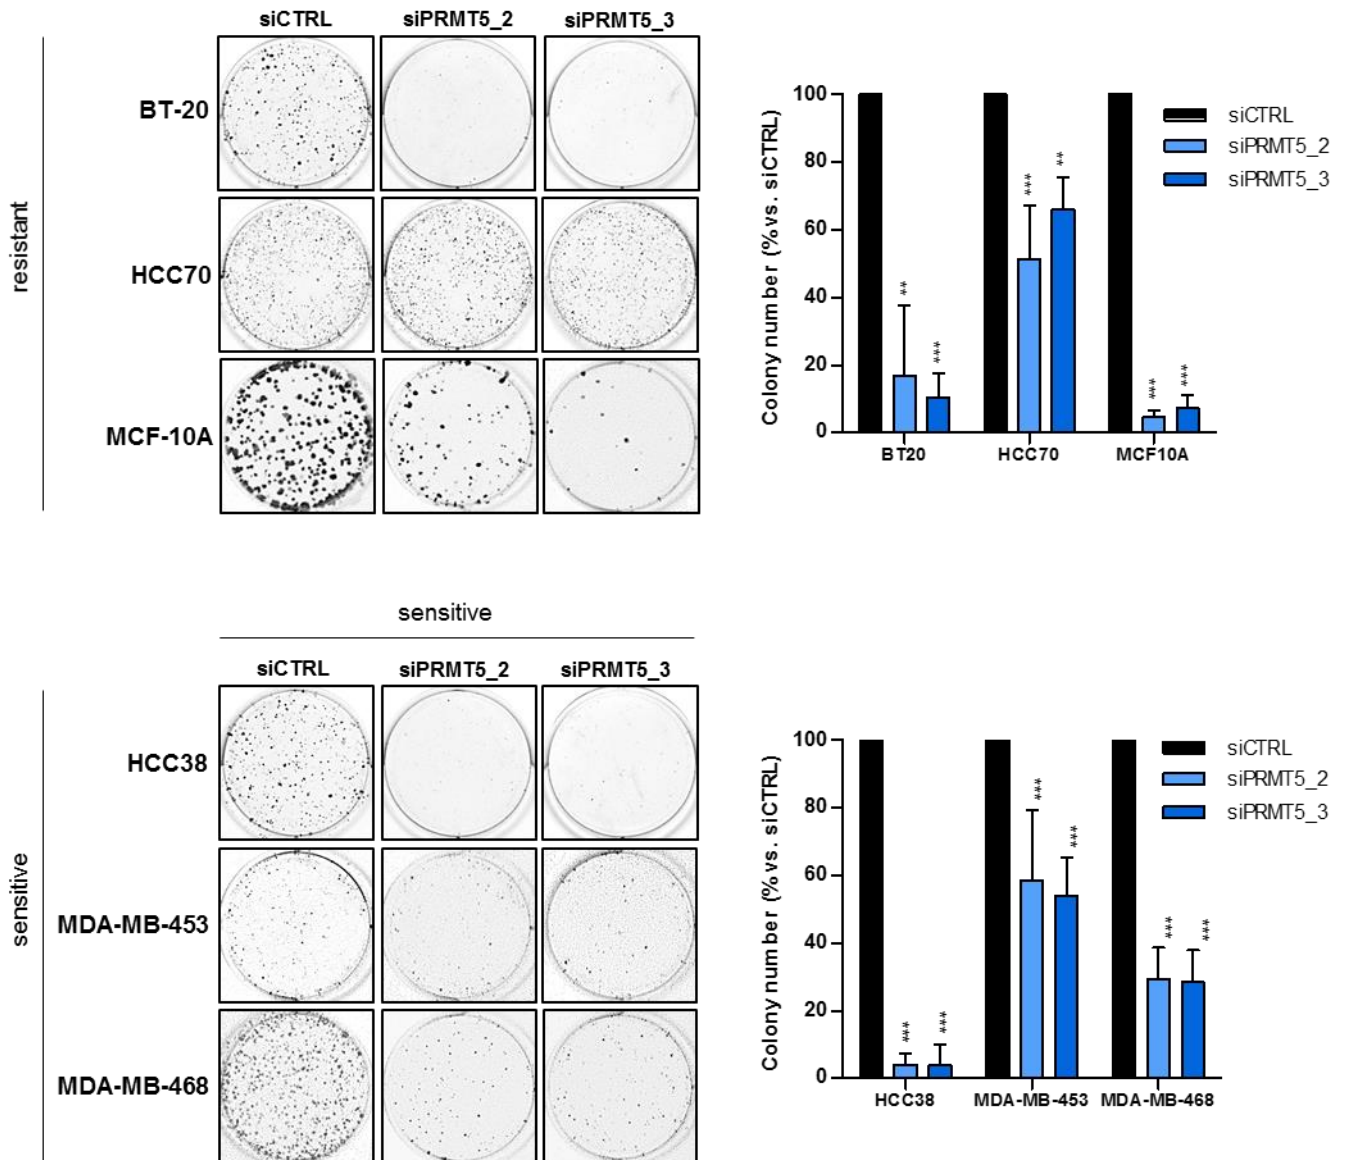 siCTRL siPRMT5_2 siPRMT5_3
resistant
BT-20
HCC70
MCF-10A
Colony number (% vs. siCTRL)
100
80
60
40
20
0
** *** *** ** *** ***
BT20 HCC70 MCF10A
siCTRL
siPRMT5_2
siPRMT5_3
sensitive
siCTRL siPRMT5_2 siPRMT5_3
sensitive
HCC38
MDA-MB-453
MDA-MB-468
Colony number (% vs. siCTRL)
100
80
60
40
20
0
*** *** *** *** *** ***
HCC38 MDA-MB-453 MDA-MB-468
siCTRL
siPRMT5_2
siPRMT5_3